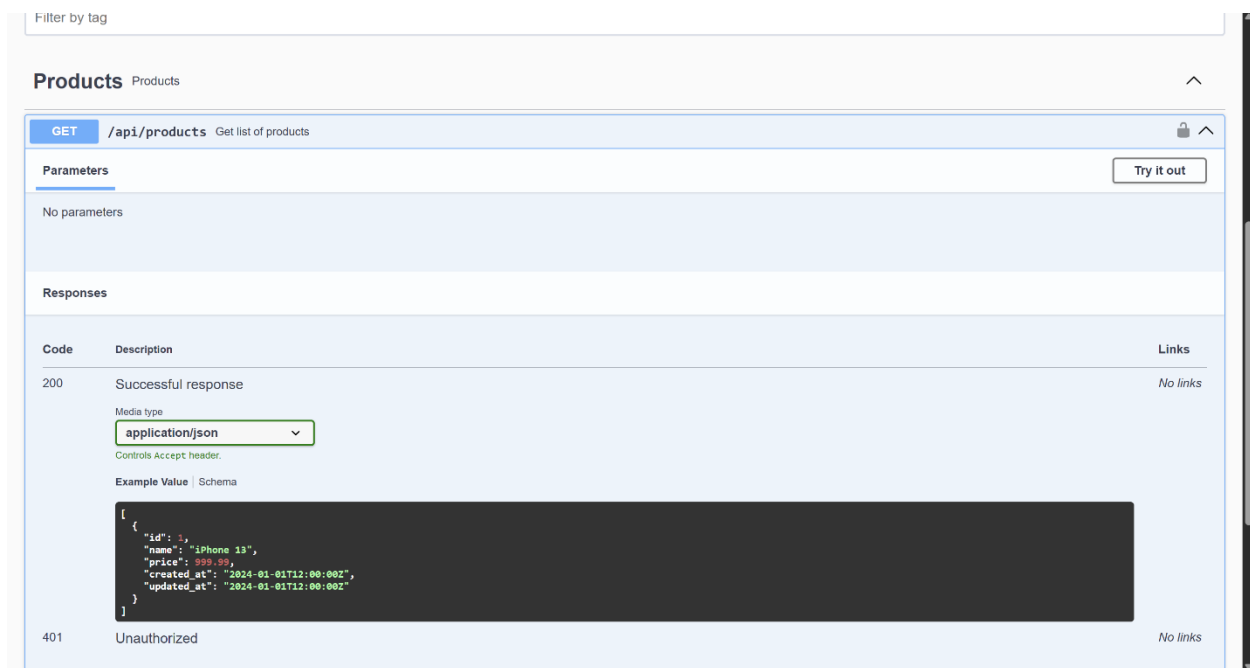 Filter by tag
Products Products
GET /api/products Get list of products
Parameters Try it out
No parameters
Responses
Code Description Links
200 Successful response No links
Media type
application/json
Controls Accept header.
Example Value Schema
[
{
"id": 1,
"name": "iPhone 13",
"price": 999.99,
"created_at": "2024-01-01T12:00:00Z",
"updated_at": "2024-01-01T12:00:00Z"
}
]
401 Unauthorized No links